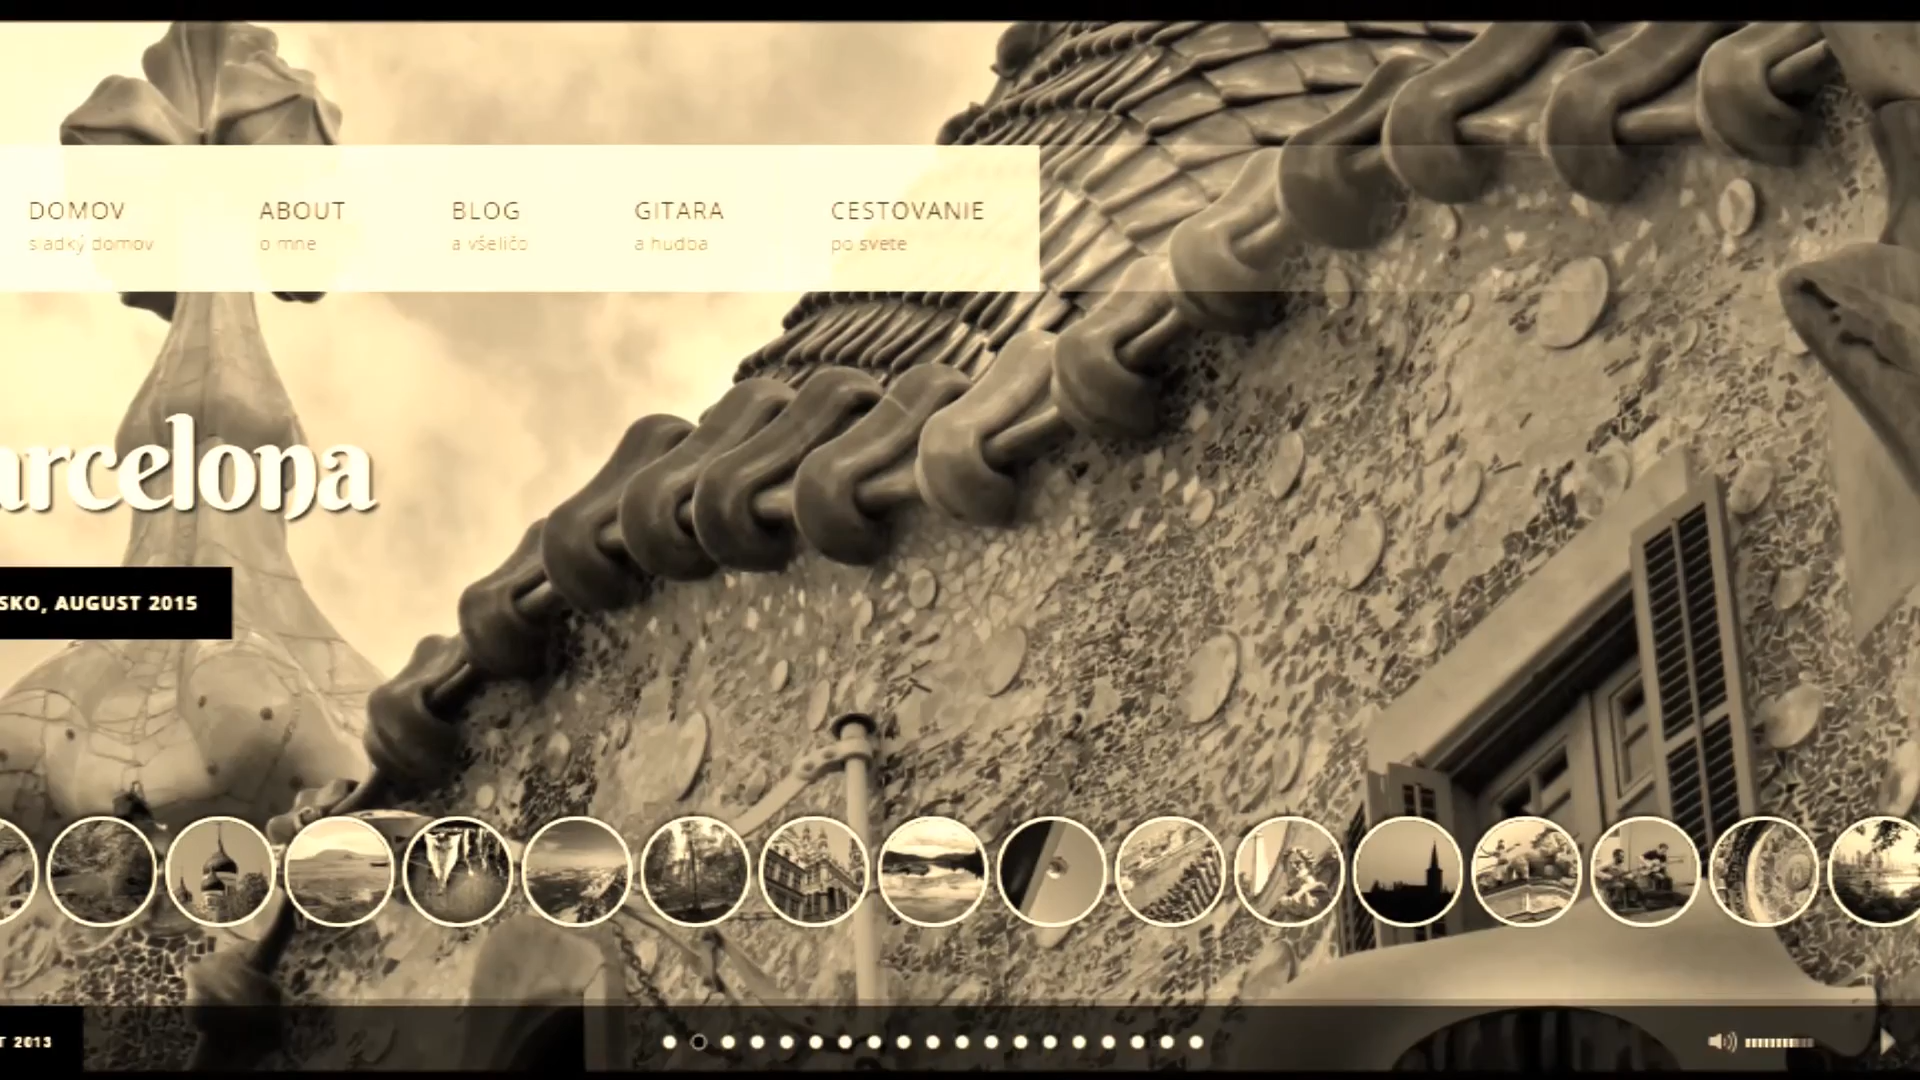 DOMOV
sladký domov
ABOUT
o mne
BLOG
a všeličo
GITARA
a hudba
CESTOVANIE
po svete
arcelona
SKO, AUGUST 2015
T 2013